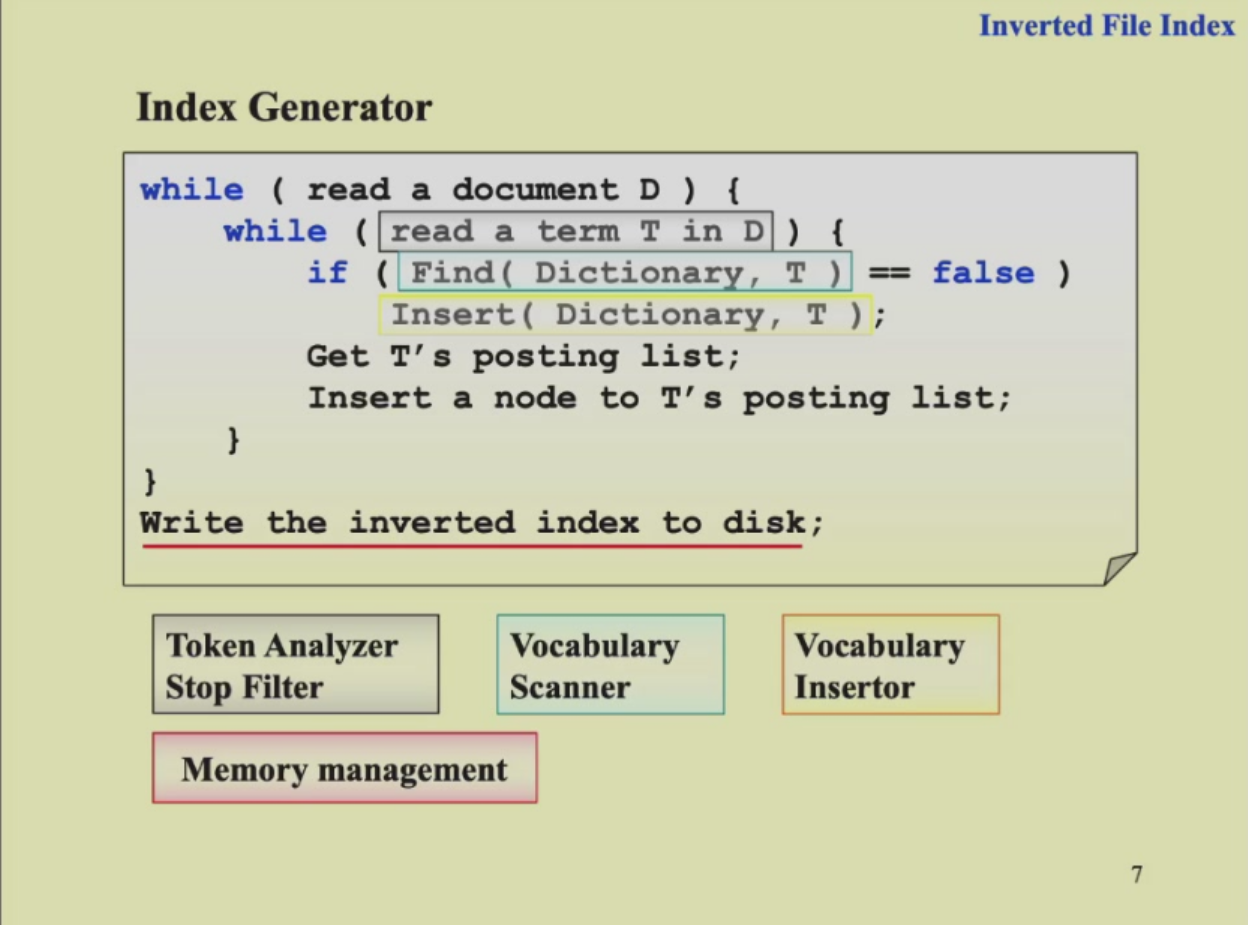 Inverted File Index
Index Generator
while ( read a document D ) {
while ( read a term T in D ) {
if ( Find( Dictionary, T ) == false )
Insert( Dictionary, T );
Get T’s posting list;
Insert a node to T’s posting list;
}
}
Write the inverted index to disk;
Token Analyzer
Stop Filter
Vocabulary
Scanner
Vocabulary
Insertor
Memory management
7